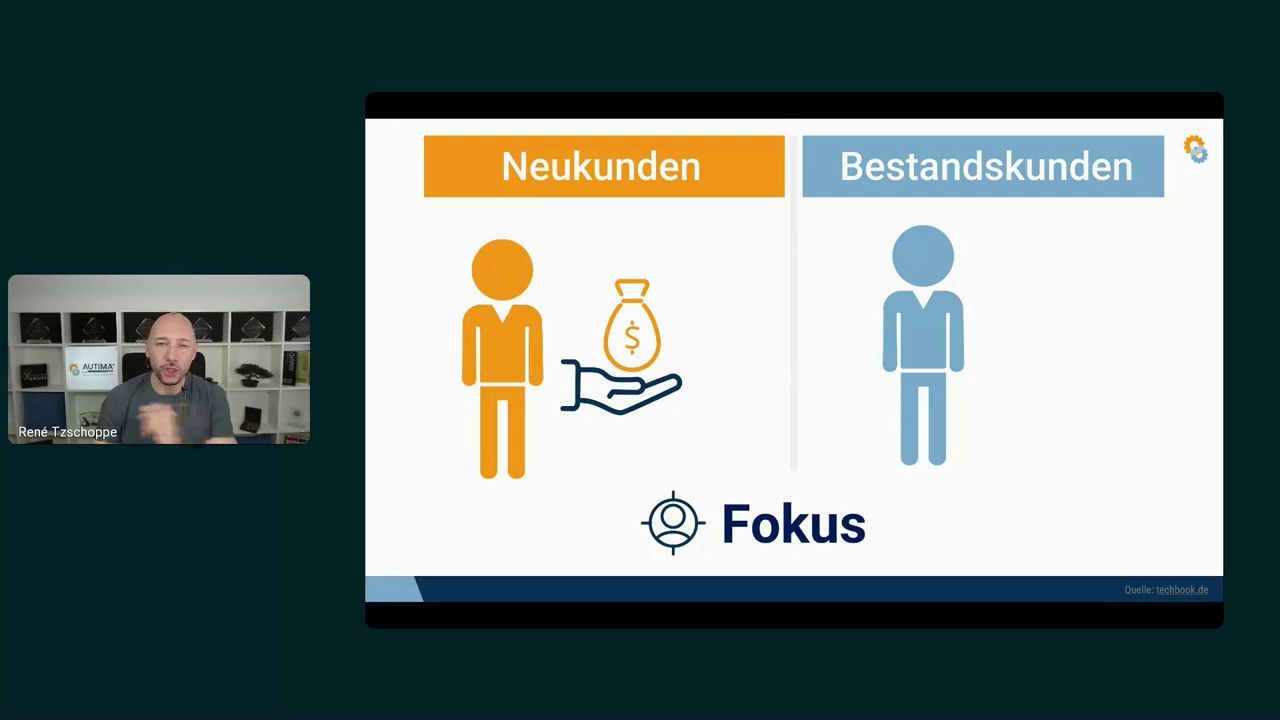 Neukunden
Bestandskunden
$
AUTIMA
René Tzschoppe
Fokus
Quelle: techbook.de